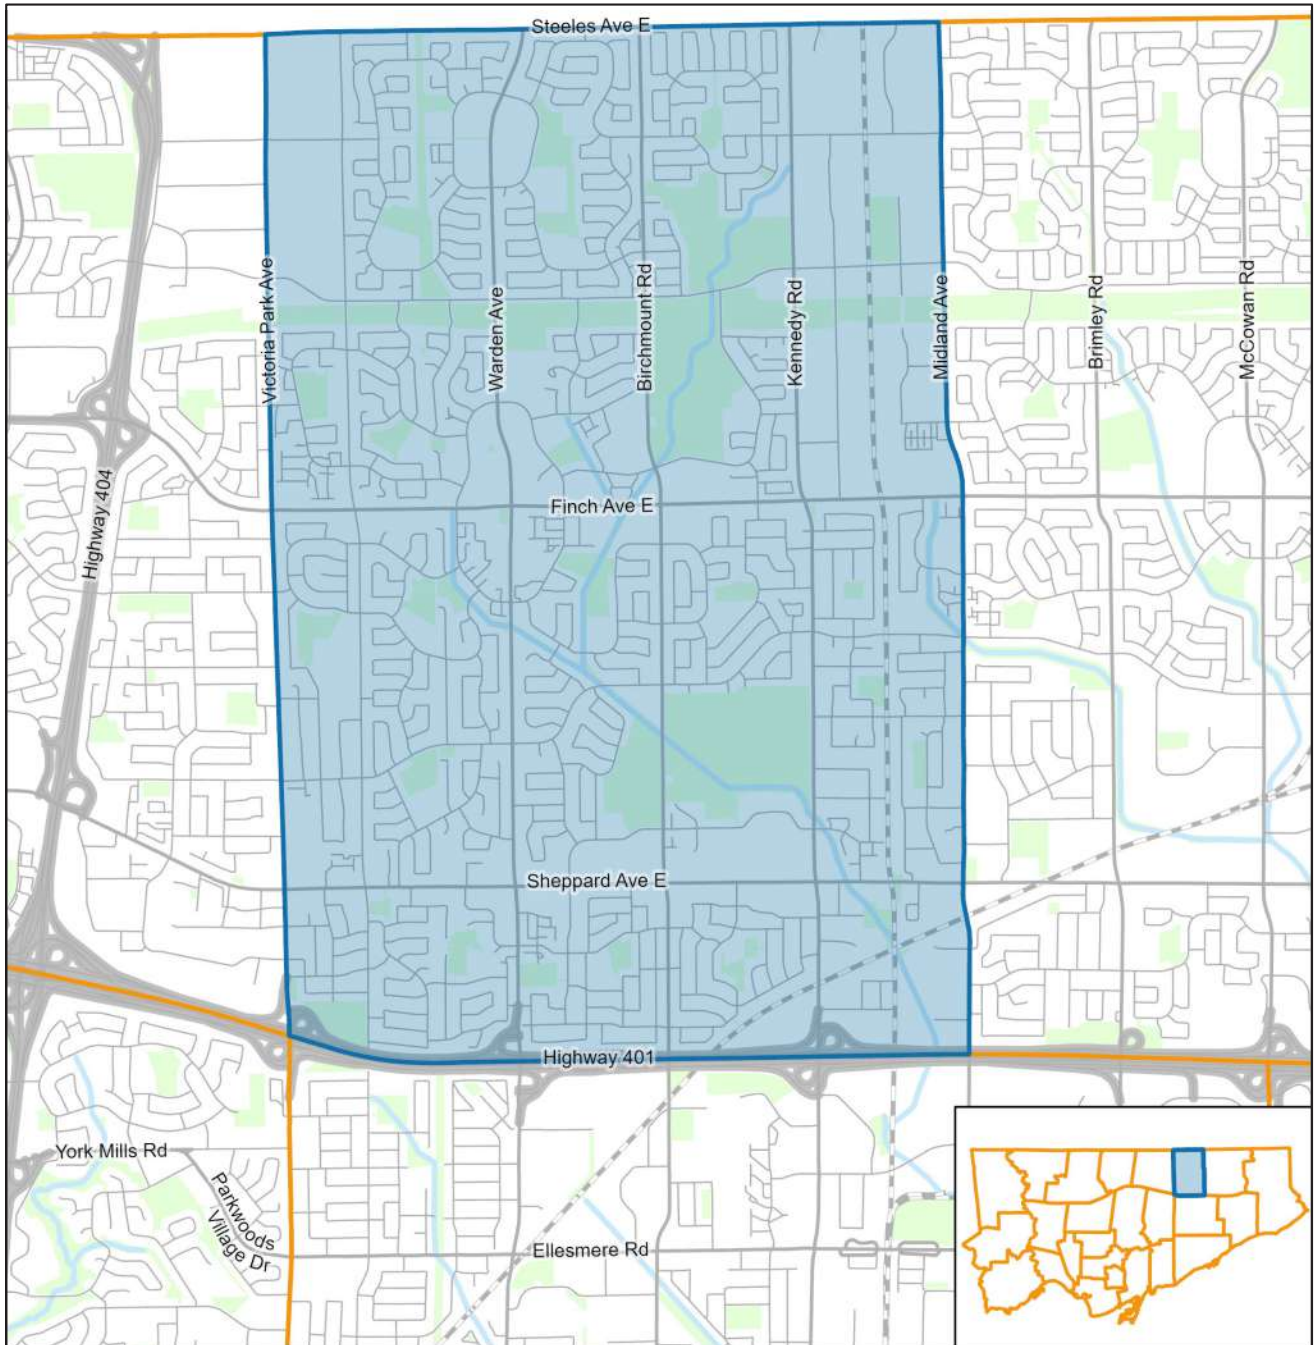 Steeles Ave E
Victoria Park Ave
Warden Ave
Birchmount Rd
Kennedy Rd
Midland Ave
Brimley Rd
McCowan Rd
Highway 404
Finch Ave E
Sheppard Ave E
Highway 401
York Mills Rd
Parkwoods
Village Dr
Ellesmere Rd